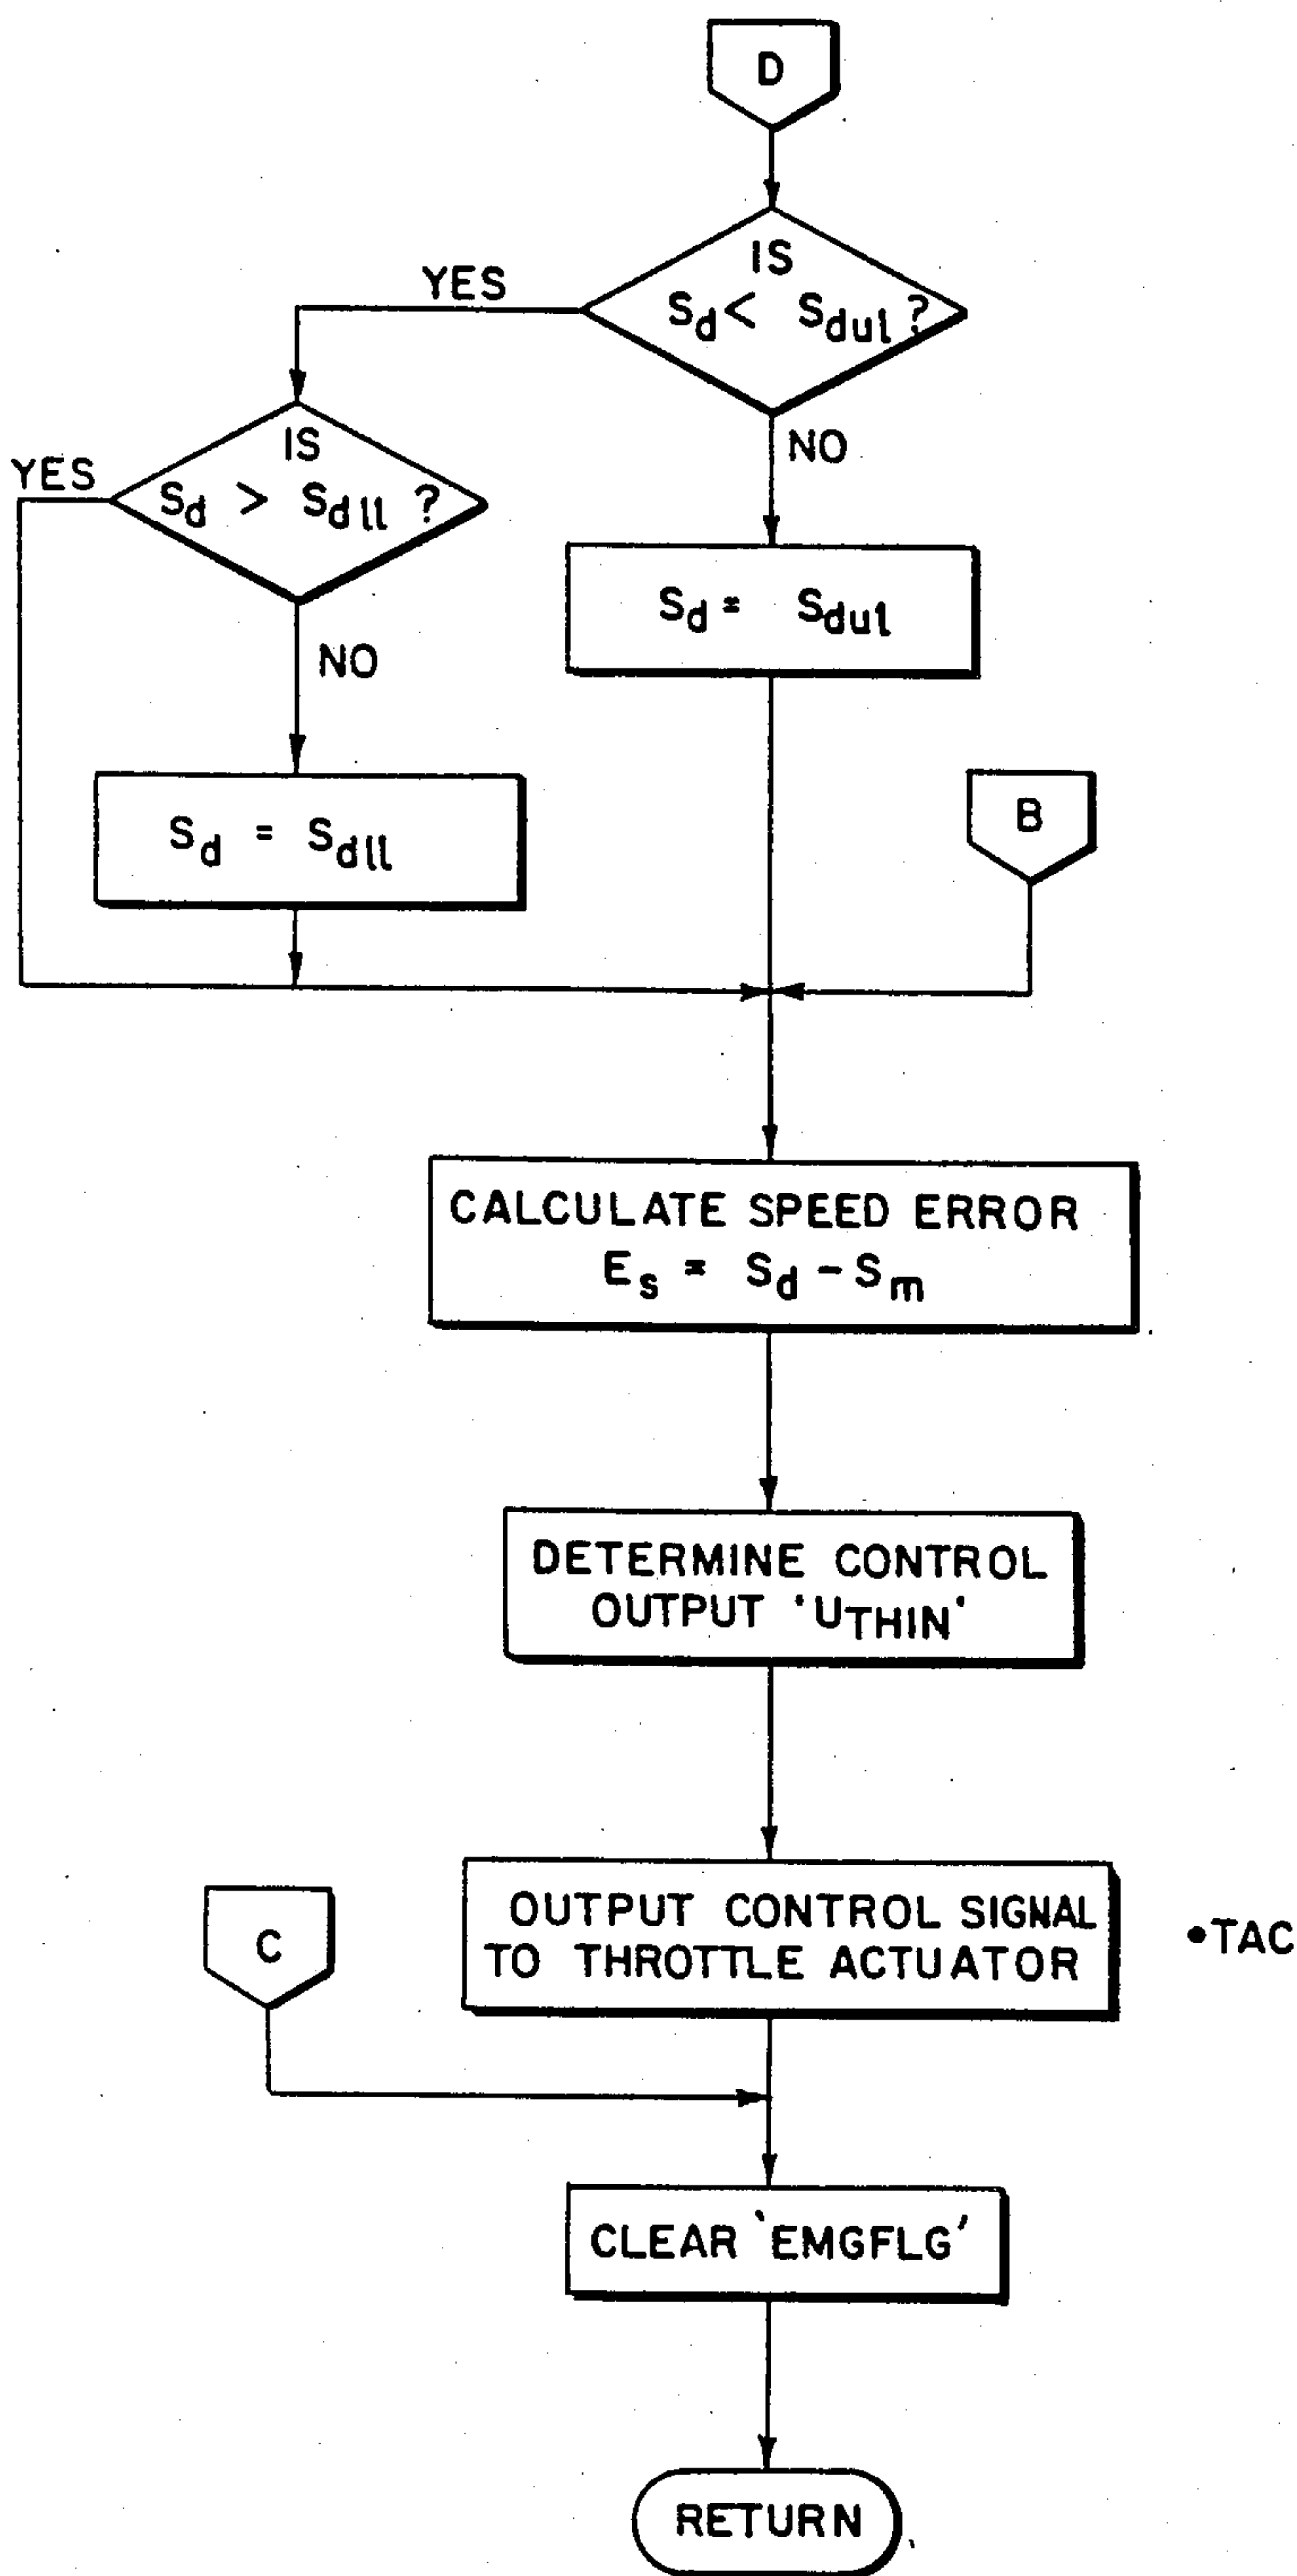 D
IS
Sd < Sdul ?
YES
NO
IS
Sd > Sdll ?
YES
NO
Sd = Sdul
Sd = Sdll
B
CALCULATE SPEED ERROR
Es = Sd - Sm
DETERMINE CONTROL
OUTPUT 'UTHIN'
OUTPUT CONTROL SIGNAL
TO THROTTLE ACTUATOR
•TAC
C
CLEAR 'EMGFLG'
RETURN